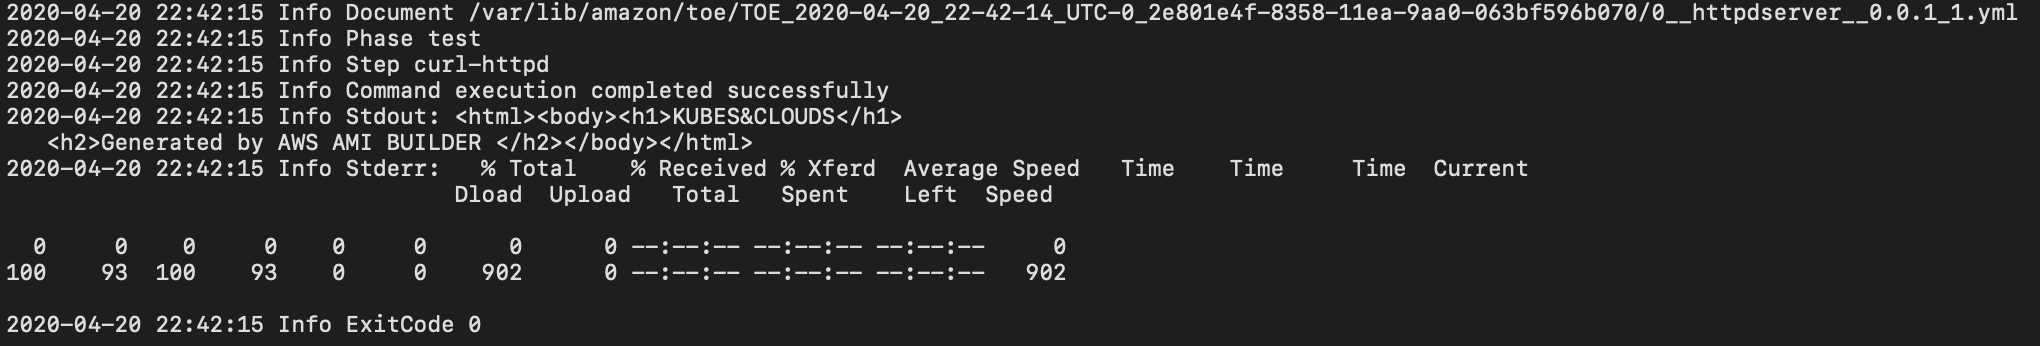 2020-04-20 22:42:15 Info Document /var/lib/amazon/toe/TOE_2020-04-20_22-42-14_UTC-0_2e801e4f-8358-11ea-9aa0-063bf596b070/0__httpdserver__0.0.1_1.yml
2020-04-20 22:42:15 Info Phase test
2020-04-20 22:42:15 Info Step curl-httpd
2020-04-20 22:42:15 Info Command execution completed successfully
2020-04-20 22:42:15 Info Stdout: <html><body><h1>KUBES&CLOUDS</h1>
   <h2>Generated by AWS AMI BUILDER </h2></body></html>
2020-04-20 22:42:15 Info Stderr:   % Total    % Received % Xferd  Average Speed   Time    Time     Time  Current
                                 Dload  Upload   Total   Spent    Left  Speed
  0     0   0     0    0     0      0      0 --:--:-- --:--:-- --:--:--     0
100    93  100    93    0     0    902      0 --:--:-- --:--:-- --:--:--   902
2020-04-20 22:42:15 Info ExitCode 0